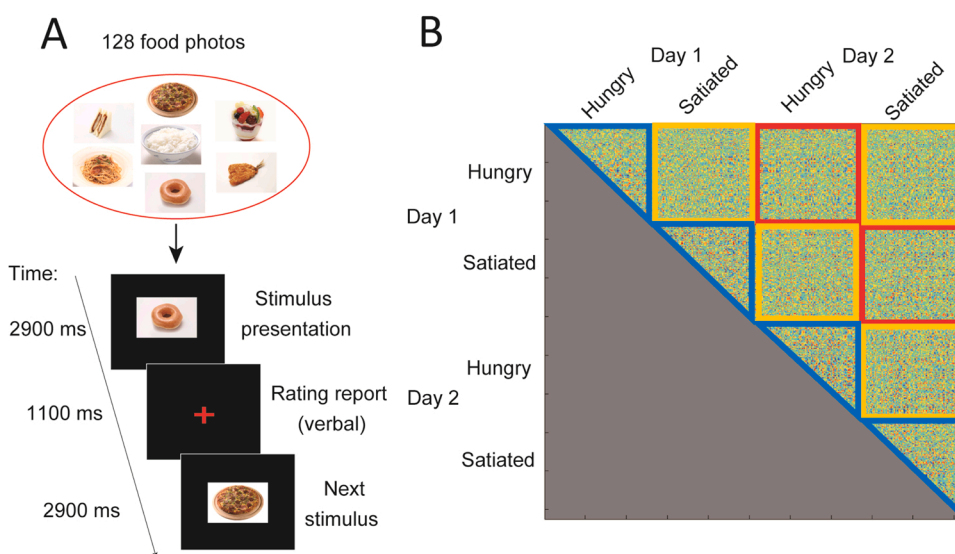 A
128 food photos
Time:
2900 ms
Stimulus
presentation
1100 ms
Rating report
(verbal)
2900 ms
Next
stimulus
B
Day 1
Day 2
Hungry
Satiated
Hungry
Satiated
Hungry
Day 1
Satiated
Hungry
Day 2
Satiated